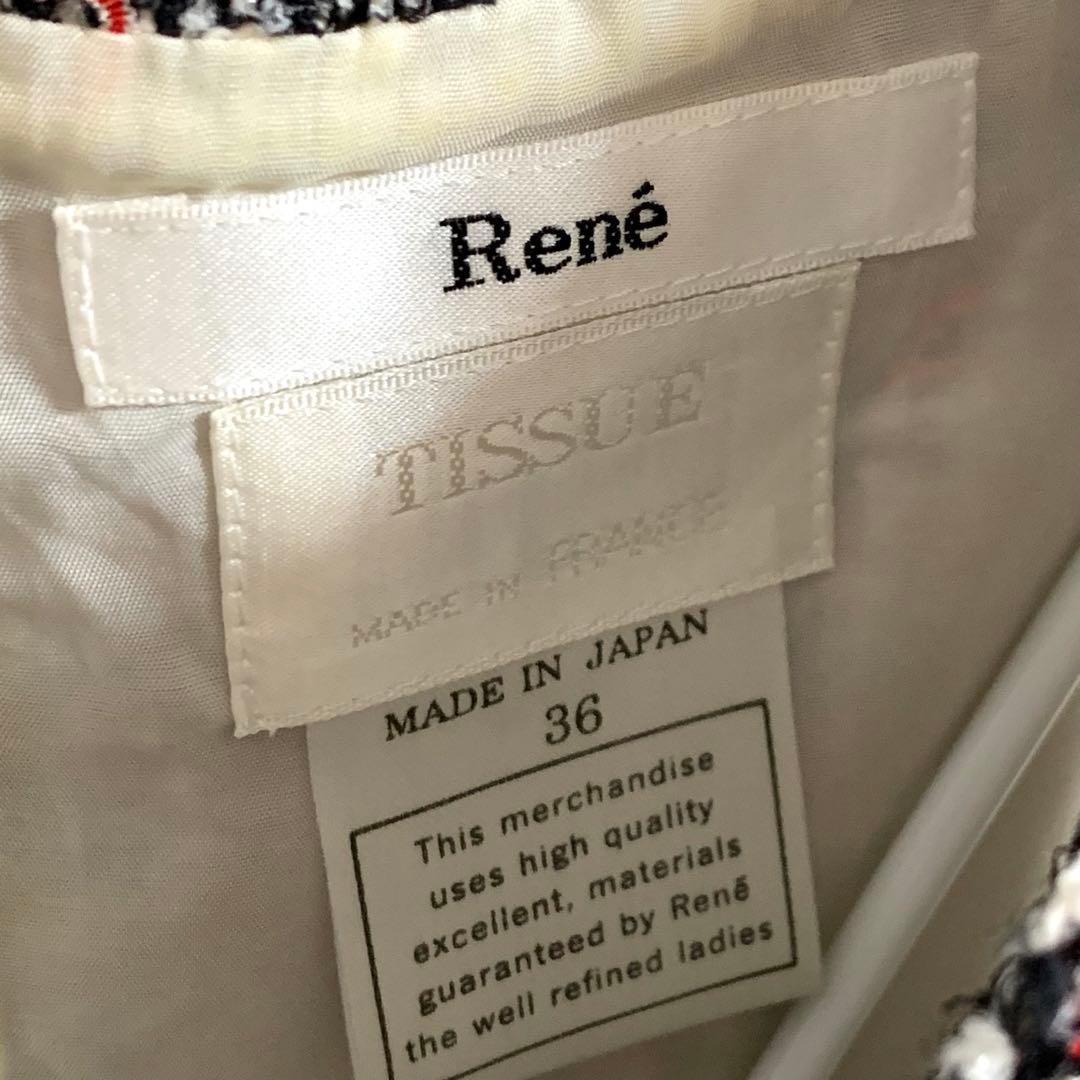 René
TISSUE
MADE IN FRANCE
MADE IN JAPAN
36
This merchandise
uses high quality
excellent, materials
guaranteed by René
the well refined ladies